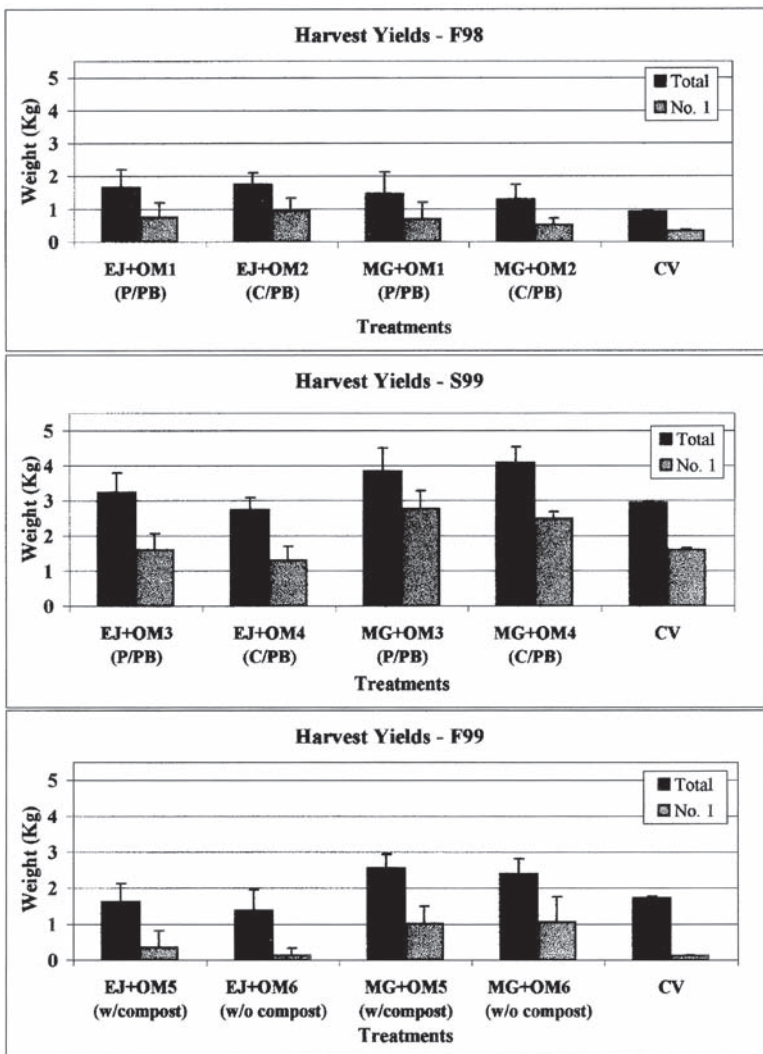 Harvest Yields - F98
Weight (Kg)
5
4
3
2
1
0
Total
No. 1
EJ+OM1 EJ+OM2 MG+OM1 MG+OM2 CV
(P/PB) (C/PB) (P/PB) (C/PB)
Treatments
Harvest Yields - S99
Weight (Kg)
5
4
3
2
1
0
Total
No. 1
EJ+OM3 EJ+OM4 MG+OM3 MG+OM4 CV
(P/PB) (C/PB) (P/PB) (C/PB)
Treatments
Harvest Yields - F99
Weight (Kg)
5
4
3
2
1
0
Total
No. 1
EJ+OM5 EJ+OM6 MG+OM5 MG+OM6 CV
(w/compost) (w/o compost) (w/compost) (w/o compost)
Treatments